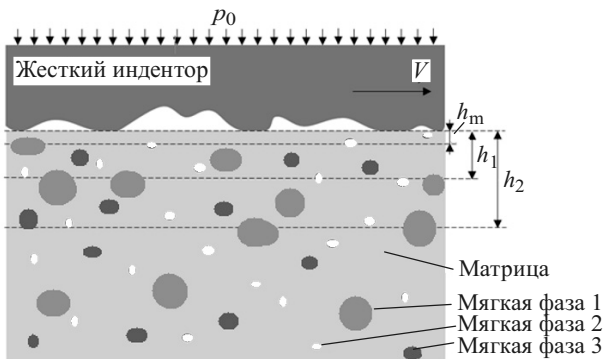 p0
Жесткий индентор
V
hm
h1
h2
Матрица
Мягкая фаза 1
Мягкая фаза 2
Мягкая фаза 3